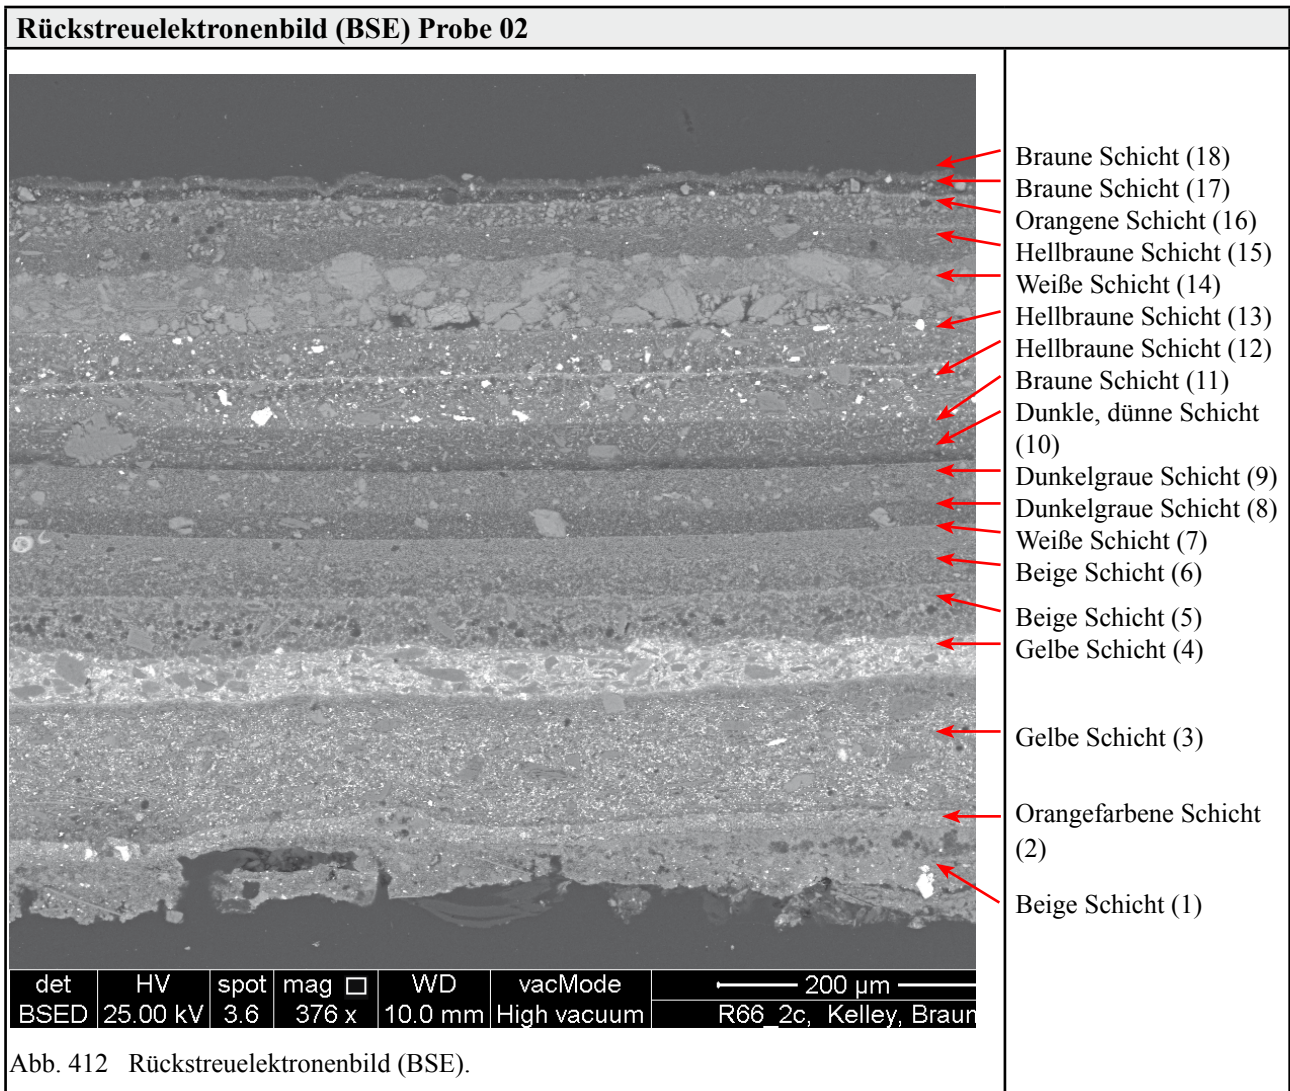 Rückstreuelektronenbild (BSE) Probe 02
Braune Schicht (18)
Braune Schicht (17)
Orangene Schicht (16)
Hellbraune Schicht (15)
Weiße Schicht (14)
Hellbraune Schicht (13)
Hellbraune Schicht (12)
Braune Schicht (11)
Dunkle, dünne Schicht
(10)
Dunkelgraue Schicht (9)
Dunkelgraue Schicht (8)
Weiße Schicht (7)
Beige Schicht (6)
Beige Schicht (5)
Gelbe Schicht (4)
Gelbe Schicht (3)
Orangefarbene Schicht
(2)
Beige Schicht (1)
det HV spot mag WD vacMode 200 µm
BSED 25.00 kV 3.6 376 x 10.0 mm High vacuum R66_2c, Kelley, Braun
Abb. 412 Rückstreuelektronenbild (BSE).